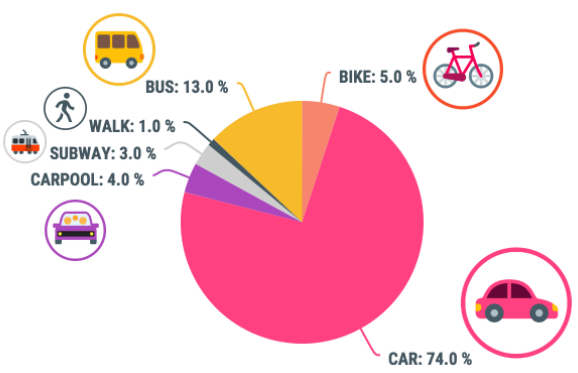 BIKE: 5.0 %
BUS: 13.0 %
WALK: 1.0 %
SUBWAY: 3.0 %
CARPOOL: 4.0 %
CAR: 74.0 %